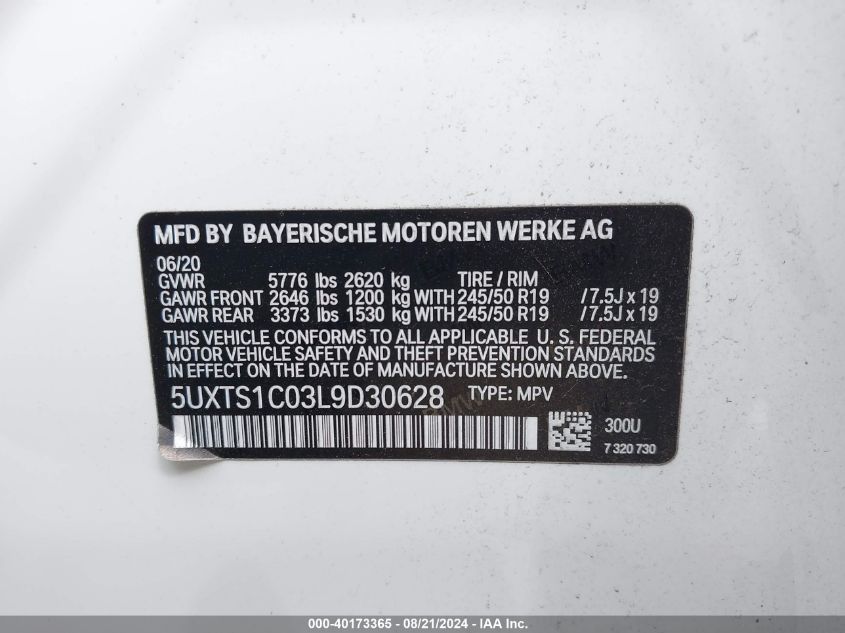 MFD BY BAYERISCHE MOTOREN WERKE AG
06/20
GVWR 5776 lbs 2620 kg TIRE / RIM
GAWR FRONT 2646 lbs 1200 kg WITH 245/50 R19 / 7.5J x 19
GAWR REAR 3373 lbs 1530 kg WITH 245/50 R19 / 7.5J x 19
THIS VEHICLE CONFORMS TO ALL APPLICABLE U. S. FEDERAL
MOTOR VEHICLE SAFETY AND THEFT PREVENTION STANDARDS
IN EFFECT ON THE DATE OF MANUFACTURE SHOWN ABOVE.
5UXTS1C03L9D30628 TYPE: MPV
300U
7 320 730
000-40173365 - 08/21/2024 - IAA Inc.